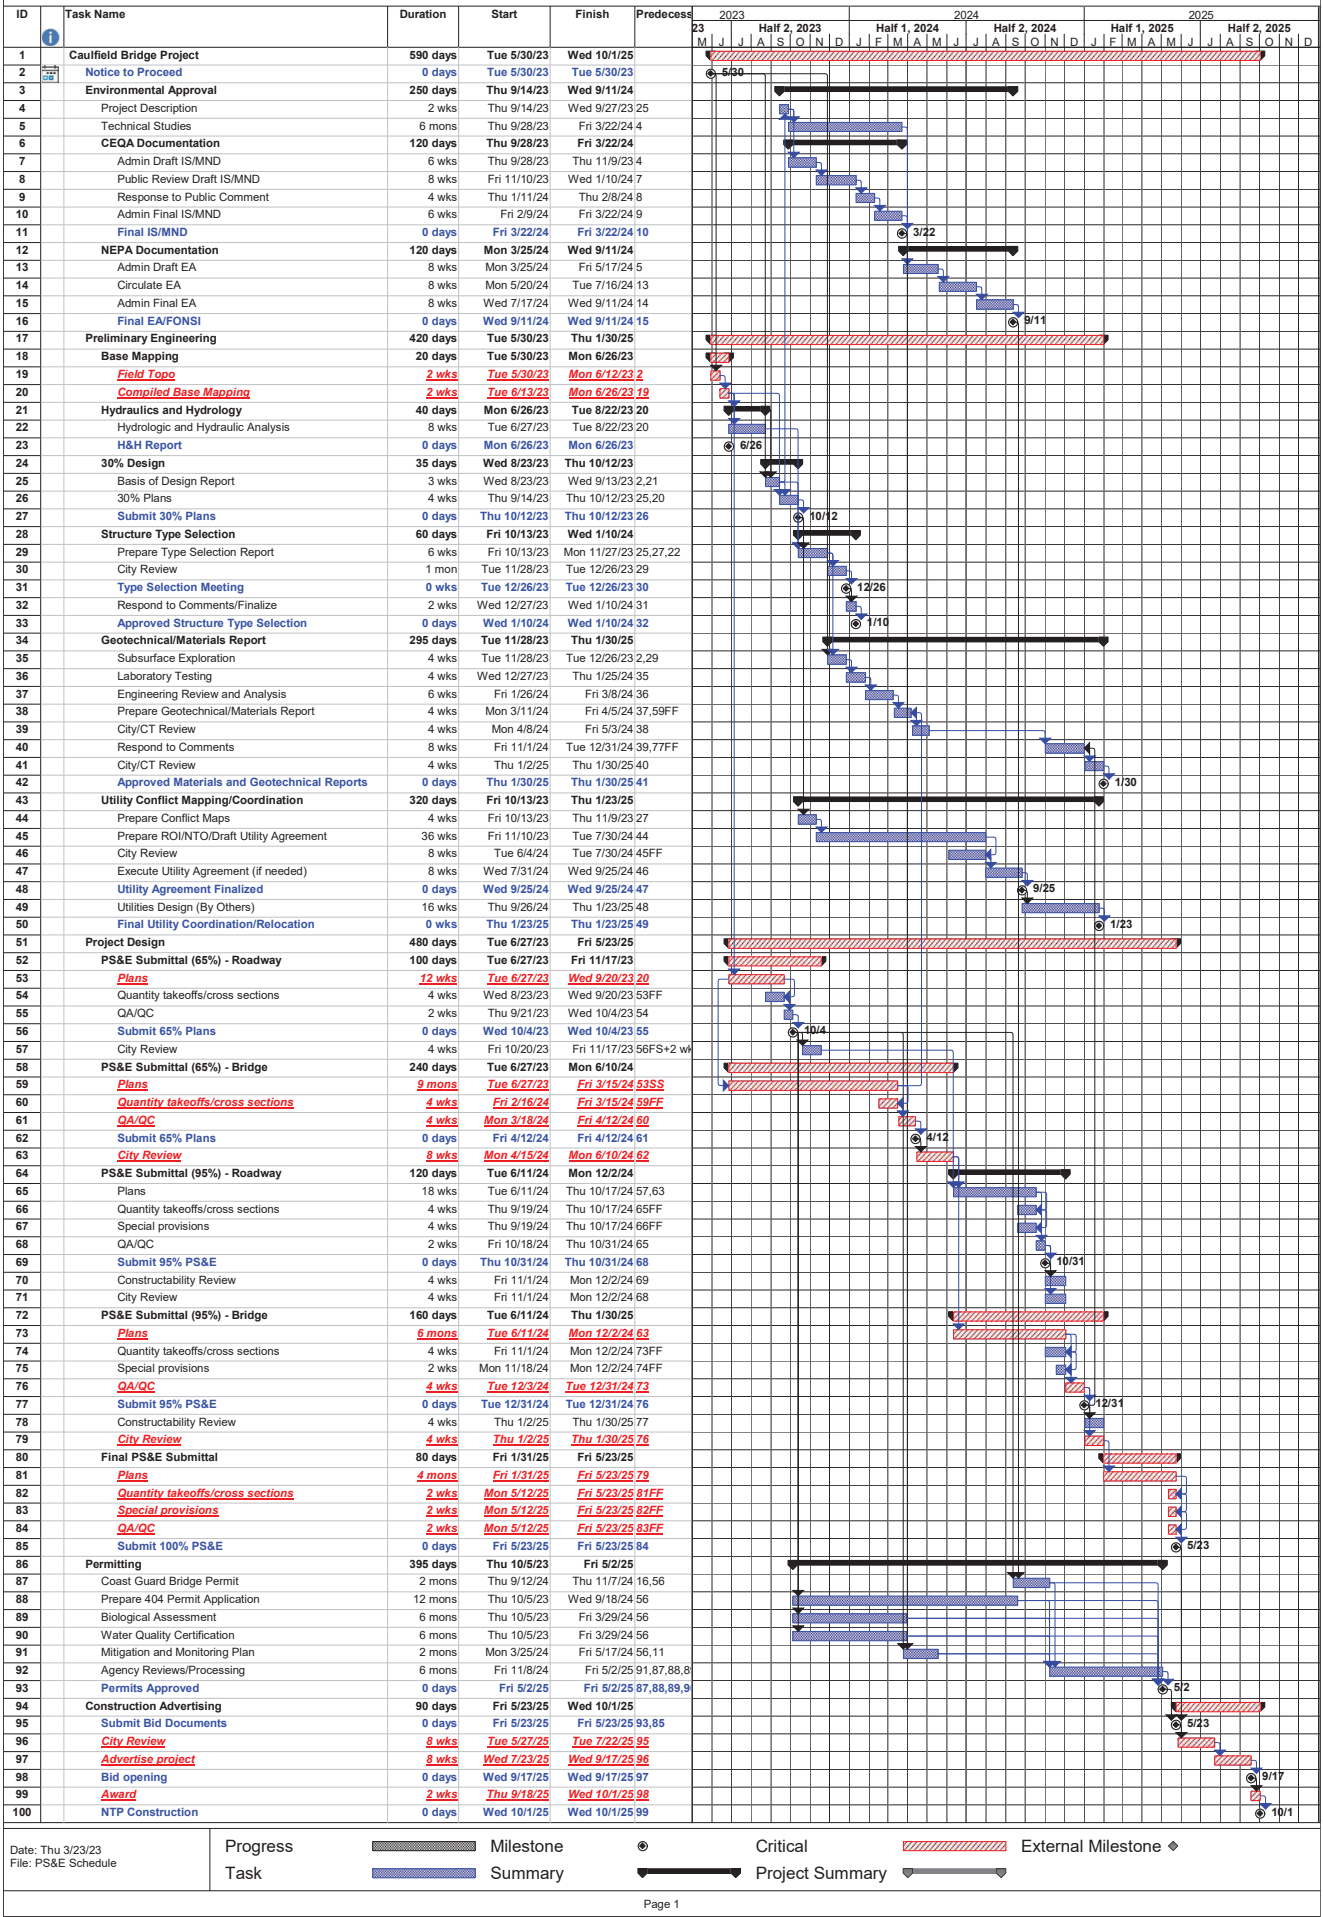 ID Task Name Duration Start Finish Predecess
2023 2024 2025
23 Half 2, 2023 Half 1, 2024 Half 2, 2024 Half 1, 2025 Half 2, 2025
M J J A S O N D J F M A M J J A S O N D J F M A M J J A S O N D
1 Caulfield Bridge Project 590 days Tue 5/30/23 Wed 10/1/25
2 Notice to Proceed 0 days Tue 5/30/23 Tue 5/30/23 5/30
3 Environmental Approval 250 days Thu 9/14/23 Wed 9/11/24
4 Project Description 2 wks Thu 9/14/23 Wed 9/27/23 25
5 Technical Studies 6 mons Thu 9/28/23 Fri 3/22/24 4
6 CEQA Documentation 120 days Thu 9/28/23 Fri 3/22/24
7 Admin Draft IS/MND 6 wks Thu 9/28/23 Thu 11/9/23 4
8 Public Review Draft IS/MND 8 wks Fri 11/10/23 Wed 1/10/24 7
9 Response to Public Comment 4 wks Thu 1/11/24 Thu 2/8/24 8
10 Admin Final IS/MND 6 wks Fri 2/9/24 Fri 3/22/24 9
11 Final IS/MND 0 days Fri 3/22/24 Fri 3/22/24 10 3/22
12 NEPA Documentation 120 days Mon 3/25/24 Wed 9/11/24
13 Admin Draft EA 8 wks Mon 3/25/24 Fri 5/17/24 5
14 Circulate EA 8 wks Mon 5/20/24 Tue 7/16/24 13
15 Admin Final EA 8 wks Wed 7/17/24 Wed 9/11/24 14
16 Final EA/FONSI 0 days Wed 9/11/24 Wed 9/11/24 15 9/11
17 Preliminary Engineering 420 days Tue 5/30/23 Thu 1/30/25
18 Base Mapping 20 days Tue 5/30/23 Mon 6/26/23
19 Field Topo 2 wks Tue 5/30/23 Mon 6/12/23 2
20 Compiled Base Mapping 2 wks Tue 6/13/23 Mon 6/26/23 19
21 Hydraulics and Hydrology 40 days Mon 6/26/23 Tue 8/22/23 20
22 Hydrologic and Hydraulic Analysis 8 wks Tue 6/27/23 Tue 8/22/23 20
23 H&H Report 0 days Mon 6/26/23 Mon 6/26/23 6/26
24 30% Design 35 days Wed 8/23/23 Thu 10/12/23
25 Basis of Design Report 3 wks Wed 8/23/23 Wed 9/13/23 2,21
26 30% Plans 4 wks Thu 9/14/23 Thu 10/12/23 25,20
27 Submit 30% Plans 0 days Thu 10/12/23 Thu 10/12/23 26 10/12
28 Structure Type Selection 60 days Fri 10/13/23 Wed 1/10/24
29 Prepare Type Selection Report 6 wks Fri 10/13/23 Mon 11/27/23 25,27,22
30 City Review 1 mon Tue 11/28/23 Tue 12/26/23 29
31 Type Selection Meeting 0 wks Tue 12/26/23 Tue 12/26/23 30 12/26
32 Respond to Comments/Finalize 2 wks Wed 12/27/23 Wed 1/10/24 31
33 Approved Structure Type Selection 0 days Wed 1/10/24 Wed 1/10/24 32 1/10
34 Geotechnical/Materials Report 295 days Tue 11/28/23 Thu 1/30/25
35 Subsurface Exploration 4 wks Tue 11/28/23 Tue 12/26/23 2,29
36 Laboratory Testing 4 wks Wed 12/27/23 Thu 1/25/24 35
37 Engineering Review and Analysis 6 wks Fri 1/26/24 Fri 3/8/24 36
38 Prepare Geotechnical/Materials Report 4 wks Mon 3/11/24 Fri 4/5/24 37,59FF
39 City/CT Review 4 wks Mon 4/8/24 Fri 5/3/24 38
40 Respond to Comments 8 wks Fri 11/1/24 Tue 12/31/24 39,77FF
41 City/CT Review 4 wks Thu 1/2/25 Thu 1/30/25 40
42 Approved Materials and Geotechnical Reports 0 days Thu 1/30/25 Thu 1/30/25 41 1/30
43 Utility Conflict Mapping/Coordination 320 days Fri 10/13/23 Thu 1/23/25
44 Prepare Conflict Maps 4 wks Fri 10/13/23 Thu 11/9/23 27
45 Prepare ROI/NTO/Draft Utility Agreement 36 wks Fri 11/10/23 Tue 7/30/24 44
46 City Review 8 wks Tue 6/4/24 Tue 7/30/24 45FF
47 Execute Utility Agreement (if needed) 8 wks Wed 7/31/24 Wed 9/25/24 46
48 Utility Agreement Finalized 0 days Wed 9/25/24 Wed 9/25/24 47 9/25
49 Utilities Design (By Others) 16 wks Thu 9/26/24 Thu 1/23/25 48
50 Final Utility Coordination/Relocation 0 wks Thu 1/23/25 Thu 1/23/25 49 1/23
51 Project Design 480 days Tue 6/27/23 Fri 5/23/25
52 PS&E Submittal (65%) - Roadway 100 days Tue 6/27/23 Fri 11/17/23
53 Plans 12 wks Tue 6/27/23 Wed 9/20/23 20
54 Quantity takeoffs/cross sections 4 wks Wed 8/23/23 Wed 9/20/23 53FF
55 QA/QC 2 wks Thu 9/21/23 Wed 10/4/23 54
56 Submit 65% Plans 0 days Wed 10/4/23 Wed 10/4/23 55 10/4
57 City Review 4 wks Fri 10/20/23 Fri 11/17/23 56FS+2 wk
58 PS&E Submittal (65%) - Bridge 240 days Tue 6/27/23 Mon 6/10/24
59 Plans 9 mons Tue 6/27/23 Fri 3/15/24 53SS
60 Quantity takeoffs/cross sections 4 wks Fri 2/16/24 Fri 3/15/24 59FF
61 QA/QC 4 wks Mon 3/18/24 Fri 4/12/24 60
62 Submit 65% Plans 0 days Fri 4/12/24 Fri 4/12/24 61 4/12
63 City Review 8 wks Mon 4/15/24 Mon 6/10/24 62
64 PS&E Submittal (95%) - Roadway 120 days Tue 6/11/24 Mon 12/2/24
65 Plans 18 wks Tue 6/11/24 Thu 10/17/24 57,63
66 Quantity takeoffs/cross sections 4 wks Thu 9/19/24 Thu 10/17/24 65FF
67 Special provisions 4 wks Thu 9/19/24 Thu 10/17/24 66FF
68 QA/QC 2 wks Fri 10/18/24 Thu 10/31/24 65
69 Submit 95% PS&E 0 days Thu 10/31/24 Thu 10/31/24 68 10/31
70 Constructability Review 4 wks Fri 11/1/24 Mon 12/2/24 69
71 City Review 4 wks Fri 11/1/24 Mon 12/2/24 68
72 PS&E Submittal (95%) - Bridge 160 days Tue 6/11/24 Thu 1/30/25
73 Plans 6 mons Tue 6/11/24 Mon 12/2/24 63
74 Quantity takeoffs/cross sections 4 wks Fri 11/1/24 Mon 12/2/24 73FF
75 Special provisions 2 wks Mon 11/18/24 Mon 12/2/24 74FF
76 QA/QC 4 wks Tue 12/3/24 Tue 12/31/24 73
77 Submit 95% PS&E 0 days Tue 12/31/24 Tue 12/31/24 76 12/31
78 Constructability Review 4 wks Thu 1/2/25 Thu 1/30/25 77
79 City Review 4 wks Thu 1/2/25 Thu 1/30/25 76
80 Final PS&E Submittal 80 days Fri 1/31/25 Fri 5/23/25
81 Plans 4 mons Fri 1/31/25 Fri 5/23/25 79
82 Quantity takeoffs/cross sections 2 wks Mon 5/12/25 Fri 5/23/25 81FF
83 Special provisions 2 wks Mon 5/12/25 Fri 5/23/25 82FF
84 QA/QC 2 wks Mon 5/12/25 Fri 5/23/25 83FF
85 Submit 100% PS&E 0 days Fri 5/23/25 Fri 5/23/25 84 5/23
86 Permitting 395 days Thu 10/5/23 Fri 5/2/25
87 Coast Guard Bridge Permit 2 mons Thu 9/12/24 Thu 11/7/24 16,56
88 Prepare 404 Permit Application 12 mons Thu 10/5/23 Wed 9/18/24 56
89 Biological Assessment 6 mons Thu 10/5/23 Fri 3/29/24 56
90 Water Quality Certification 6 mons Thu 10/5/23 Fri 3/29/24 56
91 Mitigation and Monitoring Plan 2 mons Mon 3/25/24 Fri 5/17/24 56,11
92 Agency Reviews/Processing 6 mons Fri 11/8/24 Fri 5/2/25 91,87,88,8
93 Permits Approved 0 days Fri 5/2/25 Fri 5/2/25 87,88,89,9 5/2
94 Construction Advertising 90 days Fri 5/23/25 Wed 10/1/25
95 Submit Bid Documents 0 days Fri 5/23/25 Fri 5/23/25 93,85 5/23
96 City Review 8 wks Tue 5/27/25 Tue 7/22/25 95
97 Advertise project 8 wks Wed 7/23/25 Wed 9/17/25 96
98 Bid opening 0 days Wed 9/17/25 Wed 9/17/25 97 9/17
99 Award 2 wks Thu 9/18/25 Wed 10/1/25 98
100 NTP Construction 0 days Wed 10/1/25 Wed 10/1/25 99 10/1
Date: Thu 3/23/23
File: PS&E Schedule
Progress Milestone Critical External Milestone
Task Summary Project Summary
Page 1